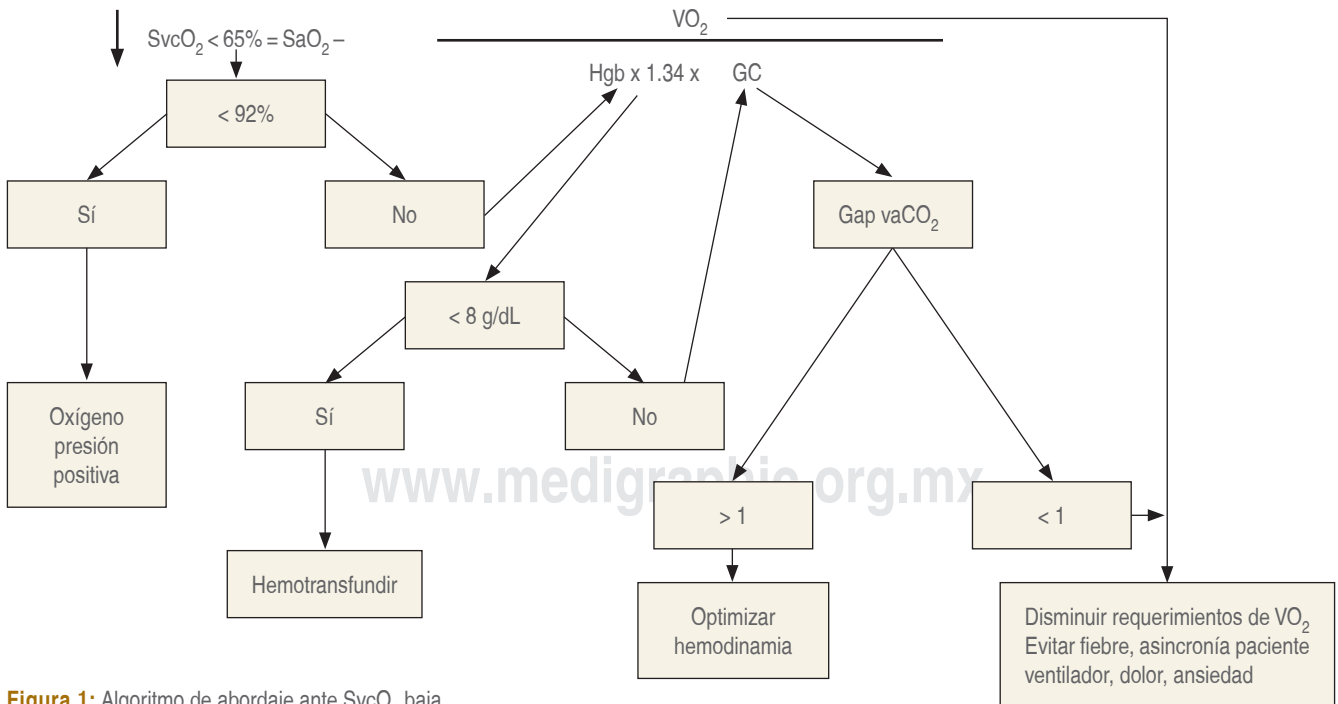 SvcO₂ < 65% = SaO₂ –
VO₂
Hgb x 1.34 x GC
< 92%
Sí
No
Gap vaCO₂
< 8 g/dL
Oxígeno
presión
positiva
Sí
No
www.medigraphic.org.mx
> 1
< 1
Hemotransfundir
Optimizar
hemodinamia
Disminuir requerimientos de VO₂
Evitar fiebre, asincronía paciente
ventilador, dolor, ansiedad
Figura 1: Algoritmo de abordaje ante SvcO₂ baja